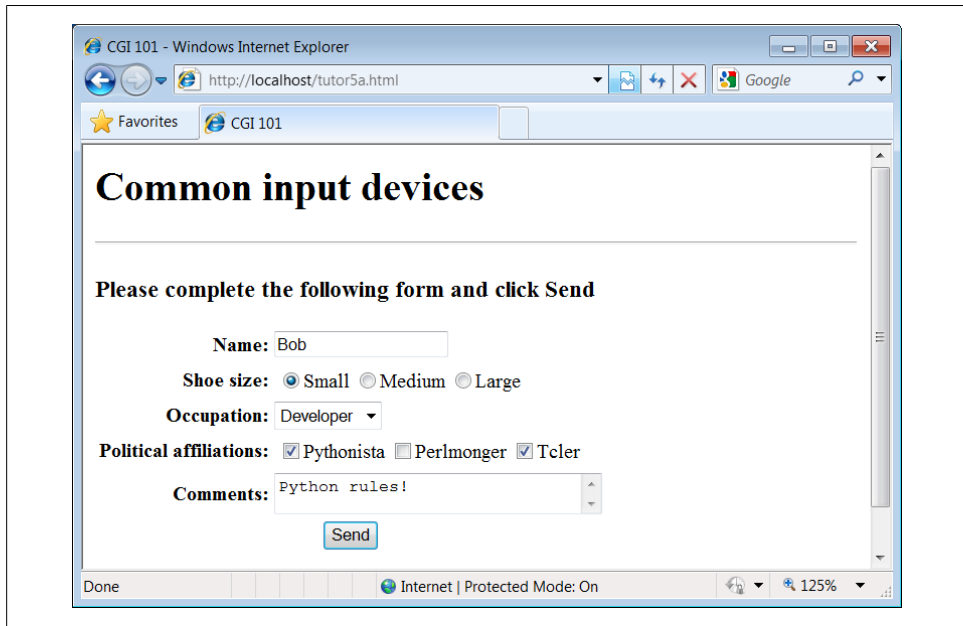 CGI 101 - Windows Internet Explorer
http://localhost/tutor5a.html
Google
Favorites
CGI 101
Common input devices
Please complete the following form and click Send
Name: Bob
Shoe size: Small Medium Large
Occupation: Developer
Political affiliations: Pythonista Perlmonger Tcler
Comments: Python rules!
Send
Done
Internet | Protected Mode: On
125%